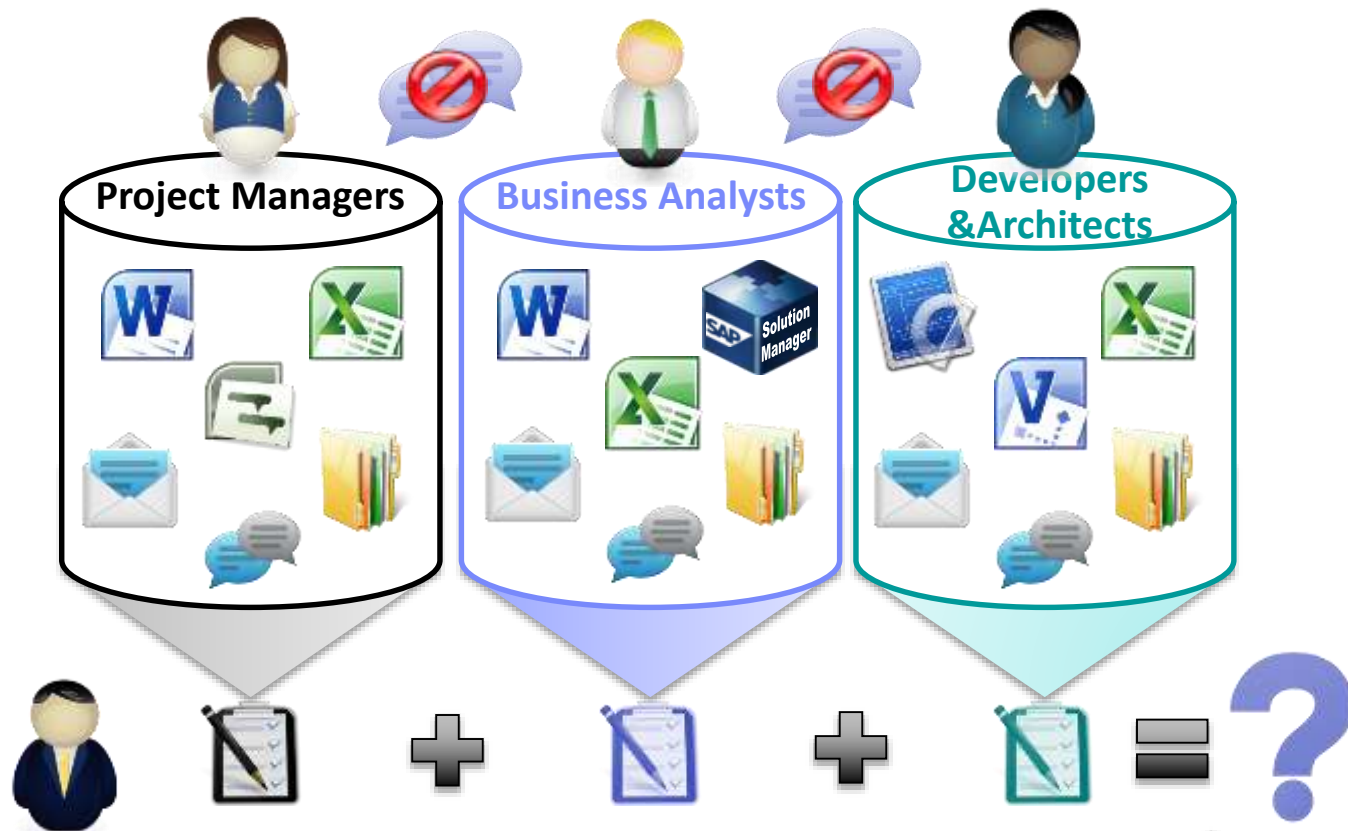 Project Managers
Business Analysts
Developers
&Architects
W
X
W
SAP
Solution
Manager
X
X
V
+
+
=
?